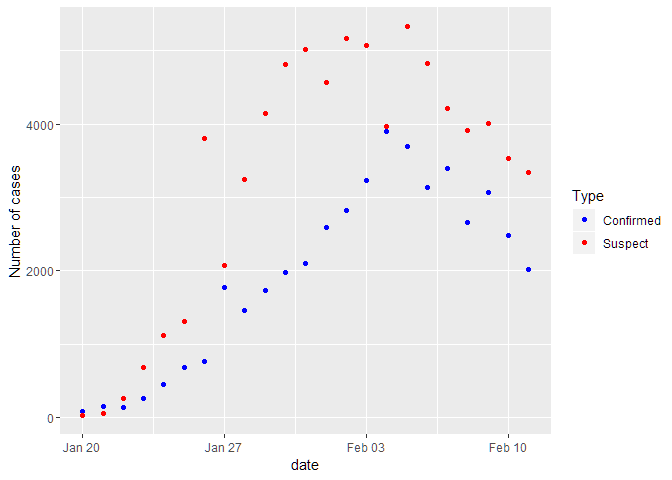 Number of cases
4000
2000
0
Jan 20
Jan 27
Feb 03
Feb 10
date
Type
Confirmed
Suspect